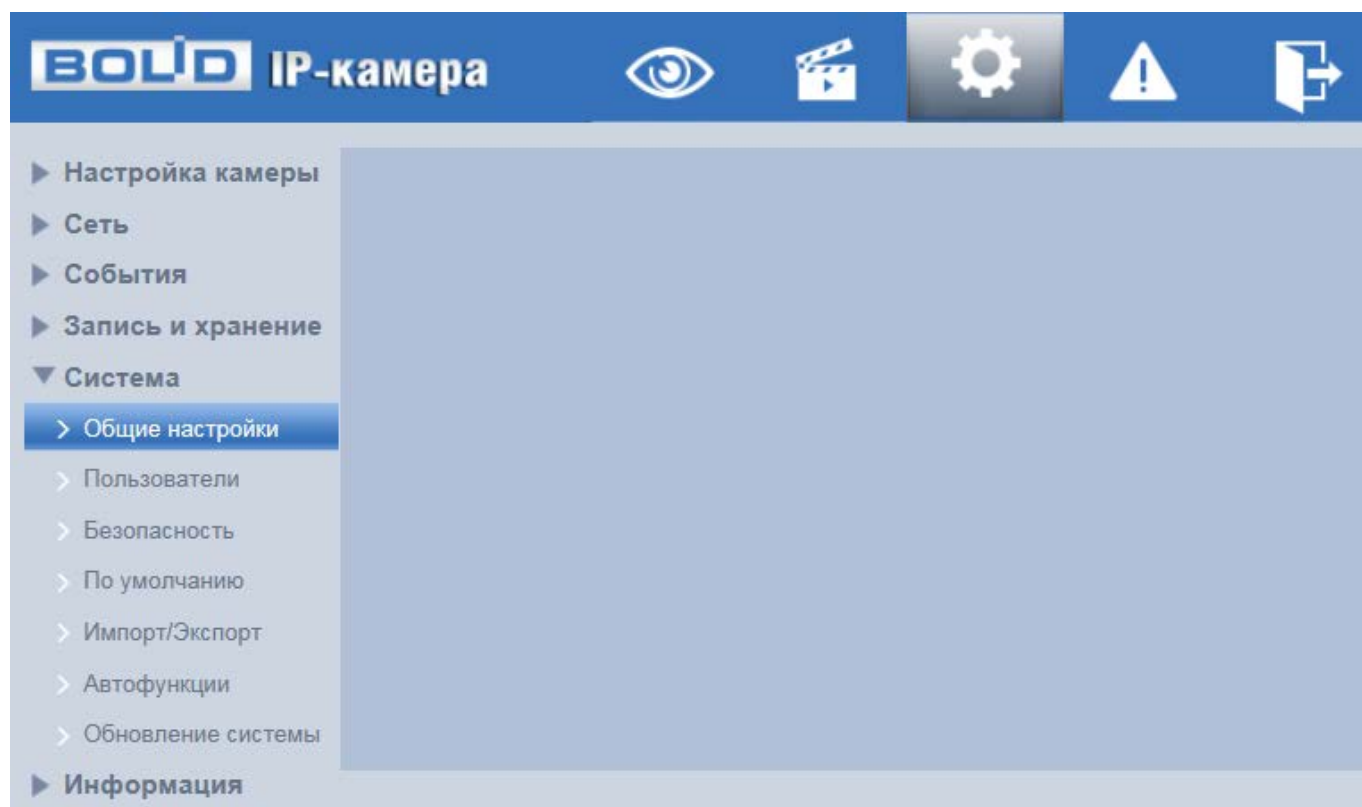 BOLID IP-камера
Настройка камеры
Сеть
События
Запись и хранение
Система
Общие настройки
Пользователи
Безопасность
По умолчанию
Импорт/Экспорт
Автофункции
Обновление системы
Информация